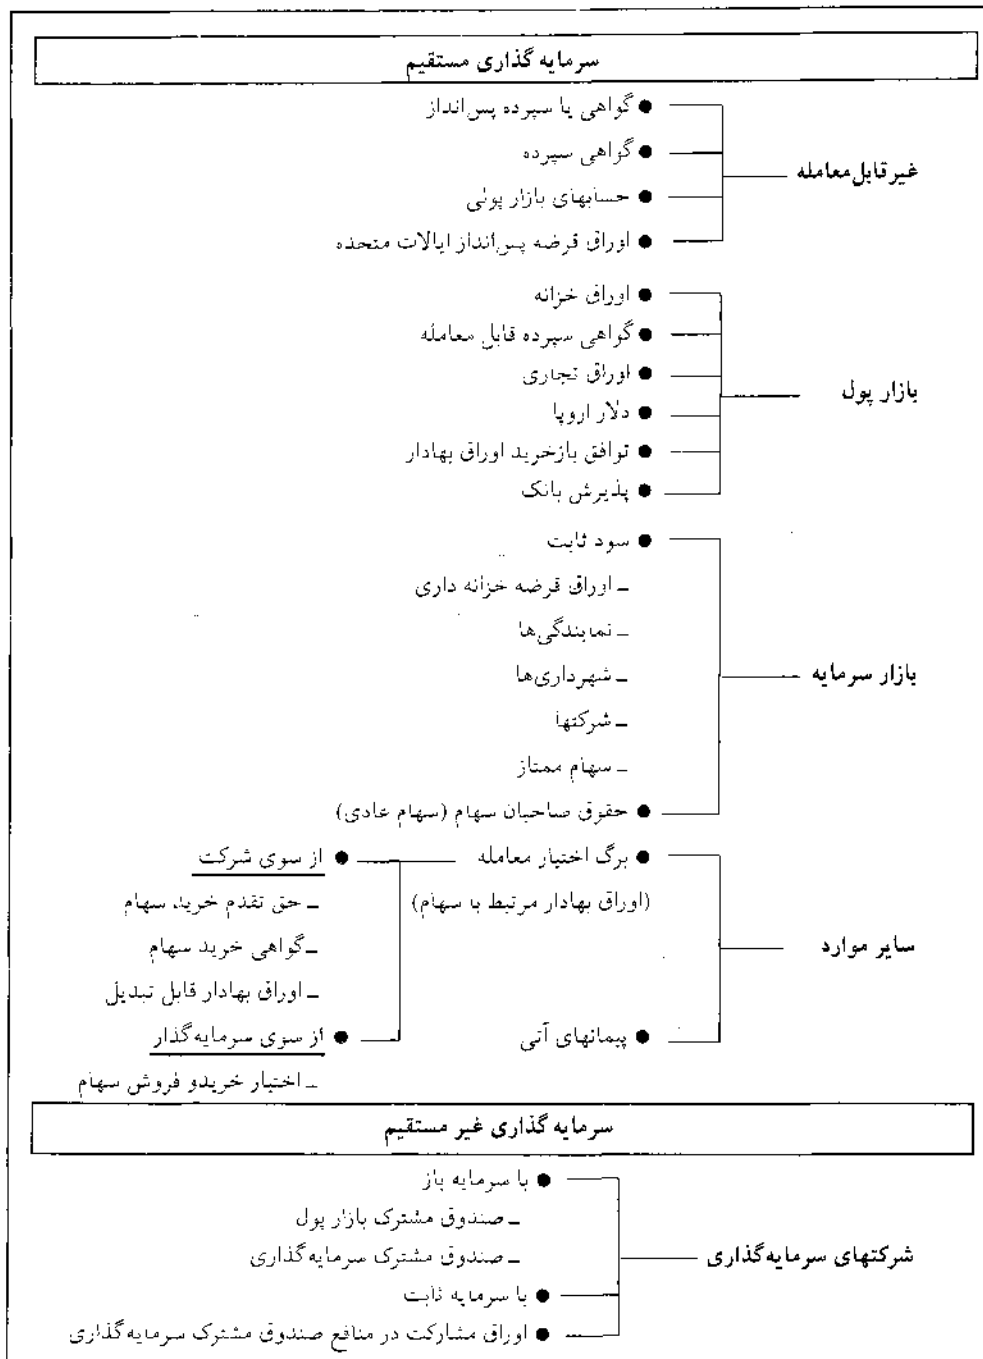 سرمایه گذاری مستقیم
● گواهی یا سپرده پس‌انداز
● گواهی سپرده
غیرقابل‌معامله
● حسابهای بازار پولی
● اوراق قرضه پس‌انداز ایالات متحده
● اوراق خزانه
● گواهی سپرده قابل معامله
● اوراق تجاری
بازار پول
● دلار اروپا
● توافق بازخرید اوراق بهادار
● پذیرش بانک
● سود ثابت
ـ اوراق قرضه خزانه داری
ـ نمایندگی‌ها
بازار سرمایه
ـ شهرداری‌ها
ـ شرکتها
ـ سهام ممتاز
● حقوق صاحبان سهام (سهام عادی)
● برگ اختیار معامله ● از سوی شرکت
(اوراق بهادار مرتبط با سهام) ـ حق تقدم خرید سهام
سایر موارد ـ گواهی خرید سهام
ـ اوراق بهادار قابل تبدیل
● پیمانهای آتی ● از سوی سرمایه‌گذار
ـ اختیار خریدو فروش سهام
سرمایه گذاری غیر مستقیم
● با سرمایه باز
ـ صندوق مشترک بازار پول
شرکتهای سرمایه‌گذاری ـ صندوق مشترک سرمایه‌گذاری
● با سرمایه ثابت
● اوراق مشارکت در منافع صندوق مشترک سرمایه‌گذاری